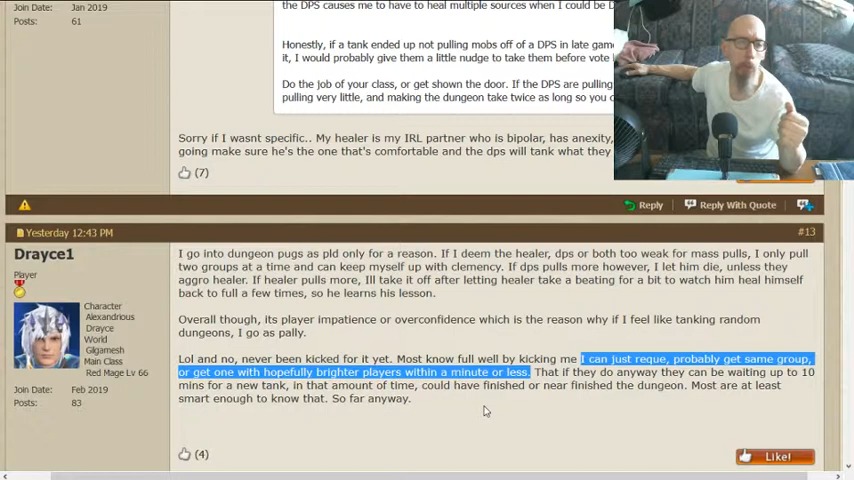 the DPS causes me to have to heal multiple sources when I could be D
Join Date: Jan 2019
Posts: 61
Honestly, if a tank ended up not pulling mobs off of a DPS in late game
it, I would probably give them a little nudge to take them before vote
Do the job of your class, or get shown the door. If the DPS are pulling
pulling very little, and making the dungeon take twice as long so you c
Sorry if I wasnt specific.. My healer is my IRL partner who is bipolar, has anexity,
going make sure he's the one that's comfortable and the dps will tank what they
(7)
Reply Reply With Quote
Yesterday 12:43 PM #13
Drayce1
Player
Character
Alexandrious
Drayce
World
Gilgamesh
Main Class
Red Mage Lv 66
Join Date: Feb 2019
Posts: 83
I go into dungeon pugs as pld only for a reason. If I deem the healer, dps or both too weak for mass pulls, I only pull
two groups at a time and can keep myself up with clemency. If dps pulls more however, I let him die, unless they
aggro healer. If healer pulls more, Ill take it off after letting healer take a beating for a bit to watch him heal himself
back to full a few times, so he learns his lesson.
Overall though, its player impatience or overconfidence which is the reason why if I feel like tanking random
dungeons, I go as pally.
Lol and no, never been kicked for it yet. Most know full well by kicking me I can just reque, probably get same group,
or get one with hopefully brighter players within a minute or less. That if they do anyway they can be waiting up to 10
mins for a new tank, in that amount of time, could have finished or near finished the dungeon. Most are at least
smart enough to know that. So far anyway.
(4)
Like!